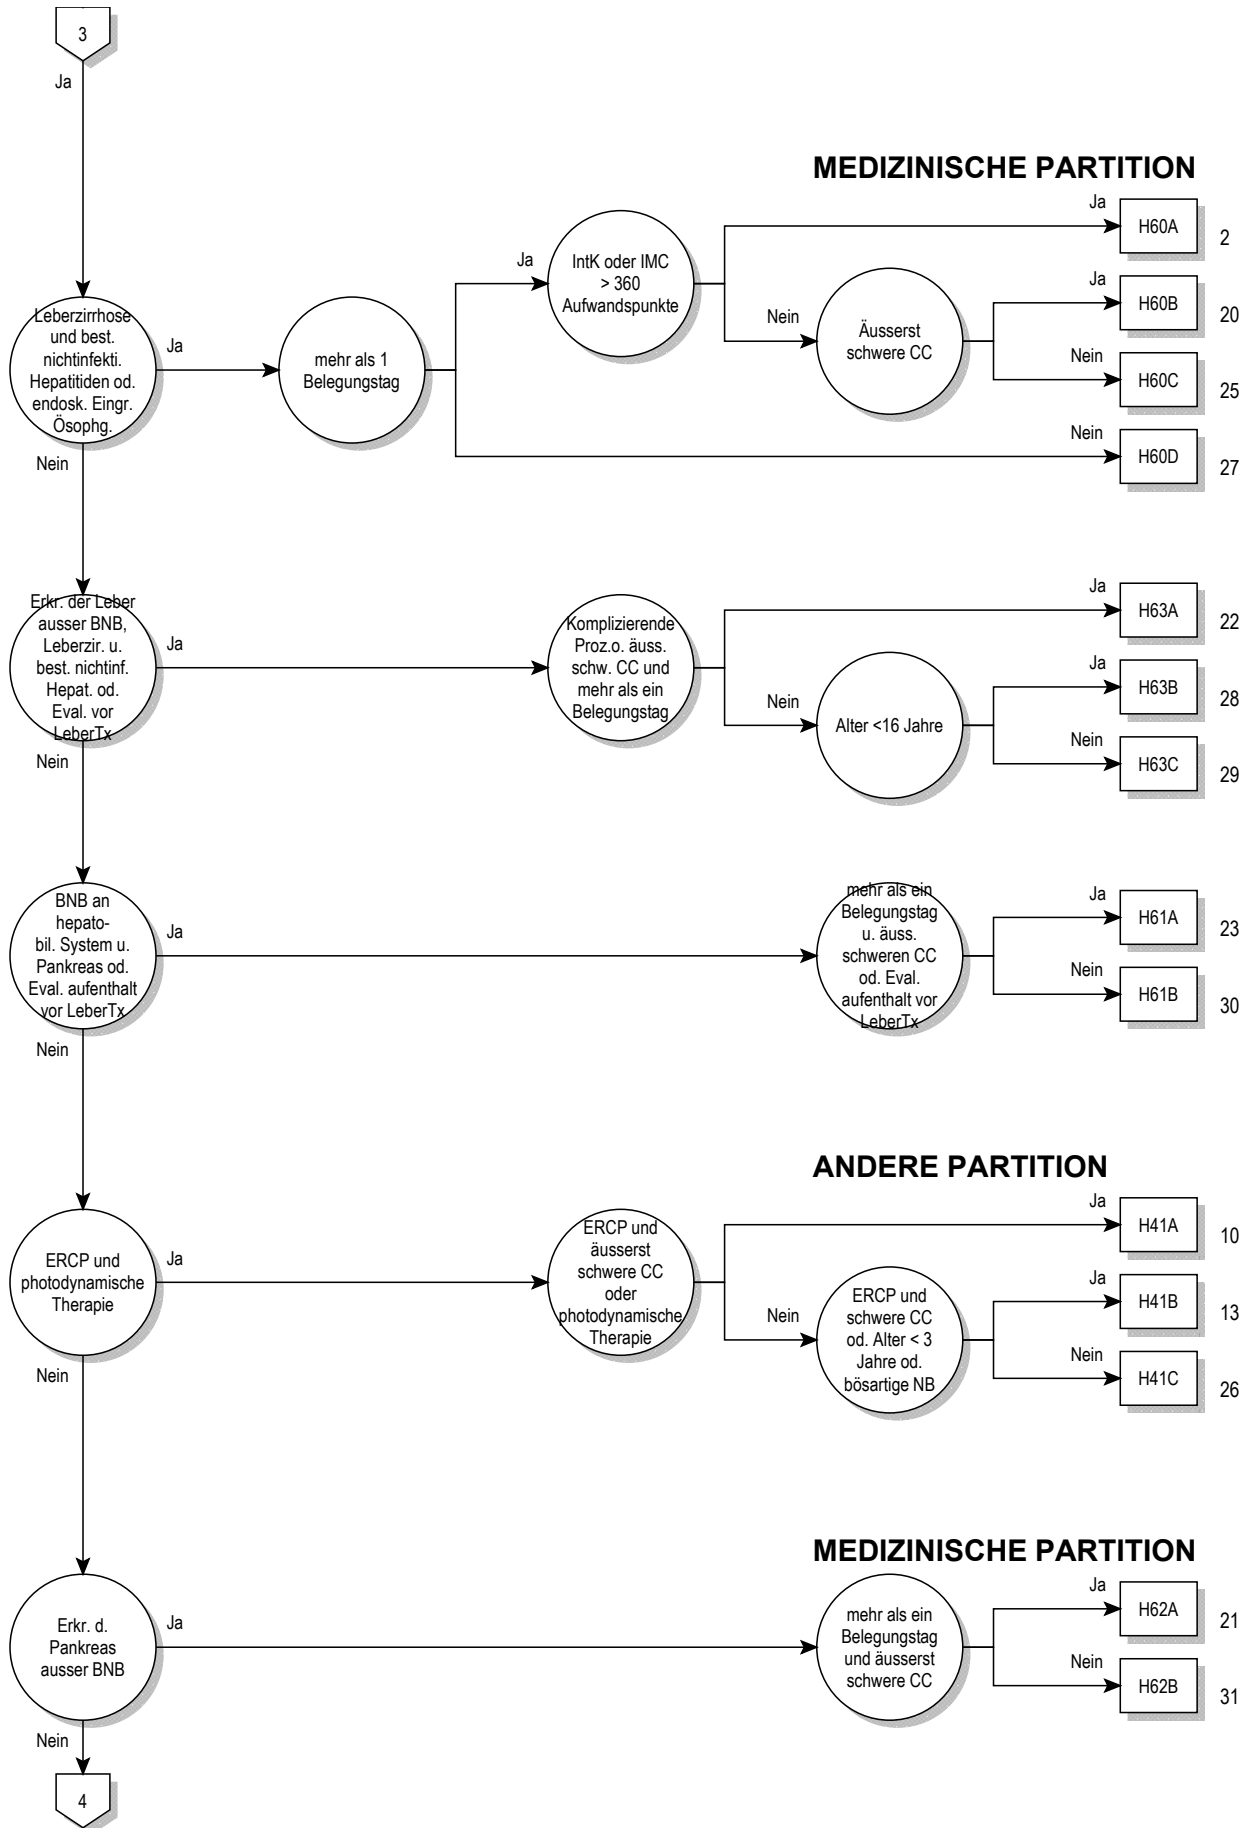 3
Ja
MEDIZINISCHE PARTITION
Leberzirrhose
und best.
nichtinfekti.
Hepatitiden od.
endosk. Eingr.
Ösophg.
Ja
mehr als 1
Belegungstag
Ja
IntK oder IMC
> 360
Aufwandspunkte
Nein
Äusserst
schwere CC
Ja
H60A
2
Ja
H60B
20
Nein
H60C
25
Nein
H60D
27
Nein
Erkr. der Leber
ausser BNB,
Leberzir. u.
best. nichtinf.
Hepat. od.
Eval. vor
LeberTx
Ja
Komplizierende
Proz.o. äuss.
schw. CC und
mehr als ein
Belegungstag
Nein
Alter <16 Jahre
Ja
H63A
22
Ja
H63B
28
Nein
H63C
29
Nein
BNB an
hepato-
bil. System u.
Pankreas od.
Eval. aufenthalt
vor LeberTx
Ja
mehr als ein
Belegungstag
u. äuss.
schweren CC
od. Eval.
aufenthalt vor
LeberTx
Ja
H61A
23
Nein
H61B
30
Nein
ANDERE PARTITION
ERCP und
photodynamische
Therapie
Ja
ERCP und
äusserst
schwere CC
oder
photodynamische
Therapie
Nein
ERCP und
schwere CC
od. Alter < 3
Jahre od.
bösartige NB
Ja
H41A
10
Ja
H41B
13
Nein
H41C
26
Nein
MEDIZINISCHE PARTITION
Erkr. d.
Pankreas
ausser BNB
Ja
mehr als ein
Belegungstag
und äusserst
schwere CC
Ja
H62A
21
Nein
H62B
31
Nein
4